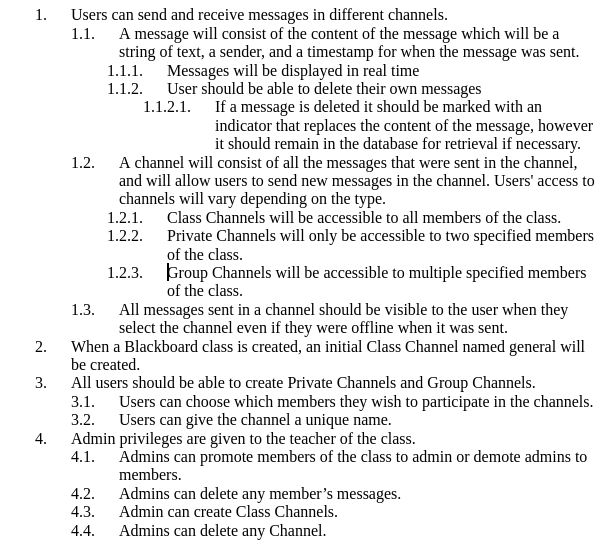 1. Users can send and receive messages in different channels.
1.1. A message will consist of the content of the message which will be a
string of text, a sender, and a timestamp for when the message was sent.
1.1.1. Messages will be displayed in real time
1.1.2. User should be able to delete their own messages
1.1.2.1. If a message is deleted it should be marked with an
indicator that replaces the content of the message, however
it should remain in the database for retrieval if necessary.
1.2. A channel will consist of all the messages that were sent in the channel,
and will allow users to send new messages in the channel. Users' access to
channels will vary depending on the type.
1.2.1. Class Channels will be accessible to all members of the class.
1.2.2. Private Channels will only be accessible to two specified members
of the class.
1.2.3. Group Channels will be accessible to multiple specified members
of the class.
1.3. All messages sent in a channel should be visible to the user when they
select the channel even if they were offline when it was sent.
2. When a Blackboard class is created, an initial Class Channel named general will
be created.
3. All users should be able to create Private Channels and Group Channels.
3.1. Users can choose which members they wish to participate in the channels.
3.2. Users can give the channel a unique name.
4. Admin privileges are given to the teacher of the class.
4.1. Admins can promote members of the class to admin or demote admins to
members.
4.2. Admins can delete any member’s messages.
4.3. Admin can create Class Channels.
4.4. Admins can delete any Channel.